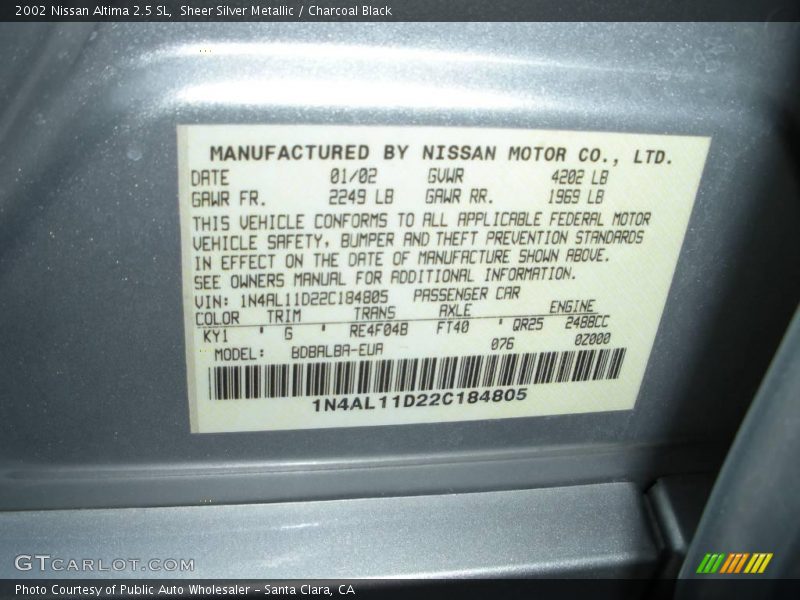 2002 Nissan Altima 2.5 SL, Sheer Silver Metallic / Charcoal Black
MANUFACTURED BY NISSAN MOTOR CO., LTD.
DATE 01/02 GVWR 4202 LB
GAWR FR. 2249 LB GAWR RR. 1969 LB
THIS VEHICLE CONFORMS TO ALL APPLICABLE FEDERAL MOTOR
VEHICLE SAFETY, BUMPER AND THEFT PREVENTION STANDARDS
IN EFFECT ON THE DATE OF MANUFACTURE SHOWN ABOVE.
SEE OWNERS MANUAL FOR ADDITIONAL INFORMATION.
VIN: 1N4AL11D22C184805 PASSENGER CAR
COLOR TRIM TRANS AXLE ENGINE
KY1 ' G ' RE4F04B FT40 ' QR25 2488CC
MODEL: BDBALBA-EUA 076 0Z000
1N4AL11D22C184805
GTCARLOT.COM
Photo Courtesy of Public Auto Wholesaler - Santa Clara, CA